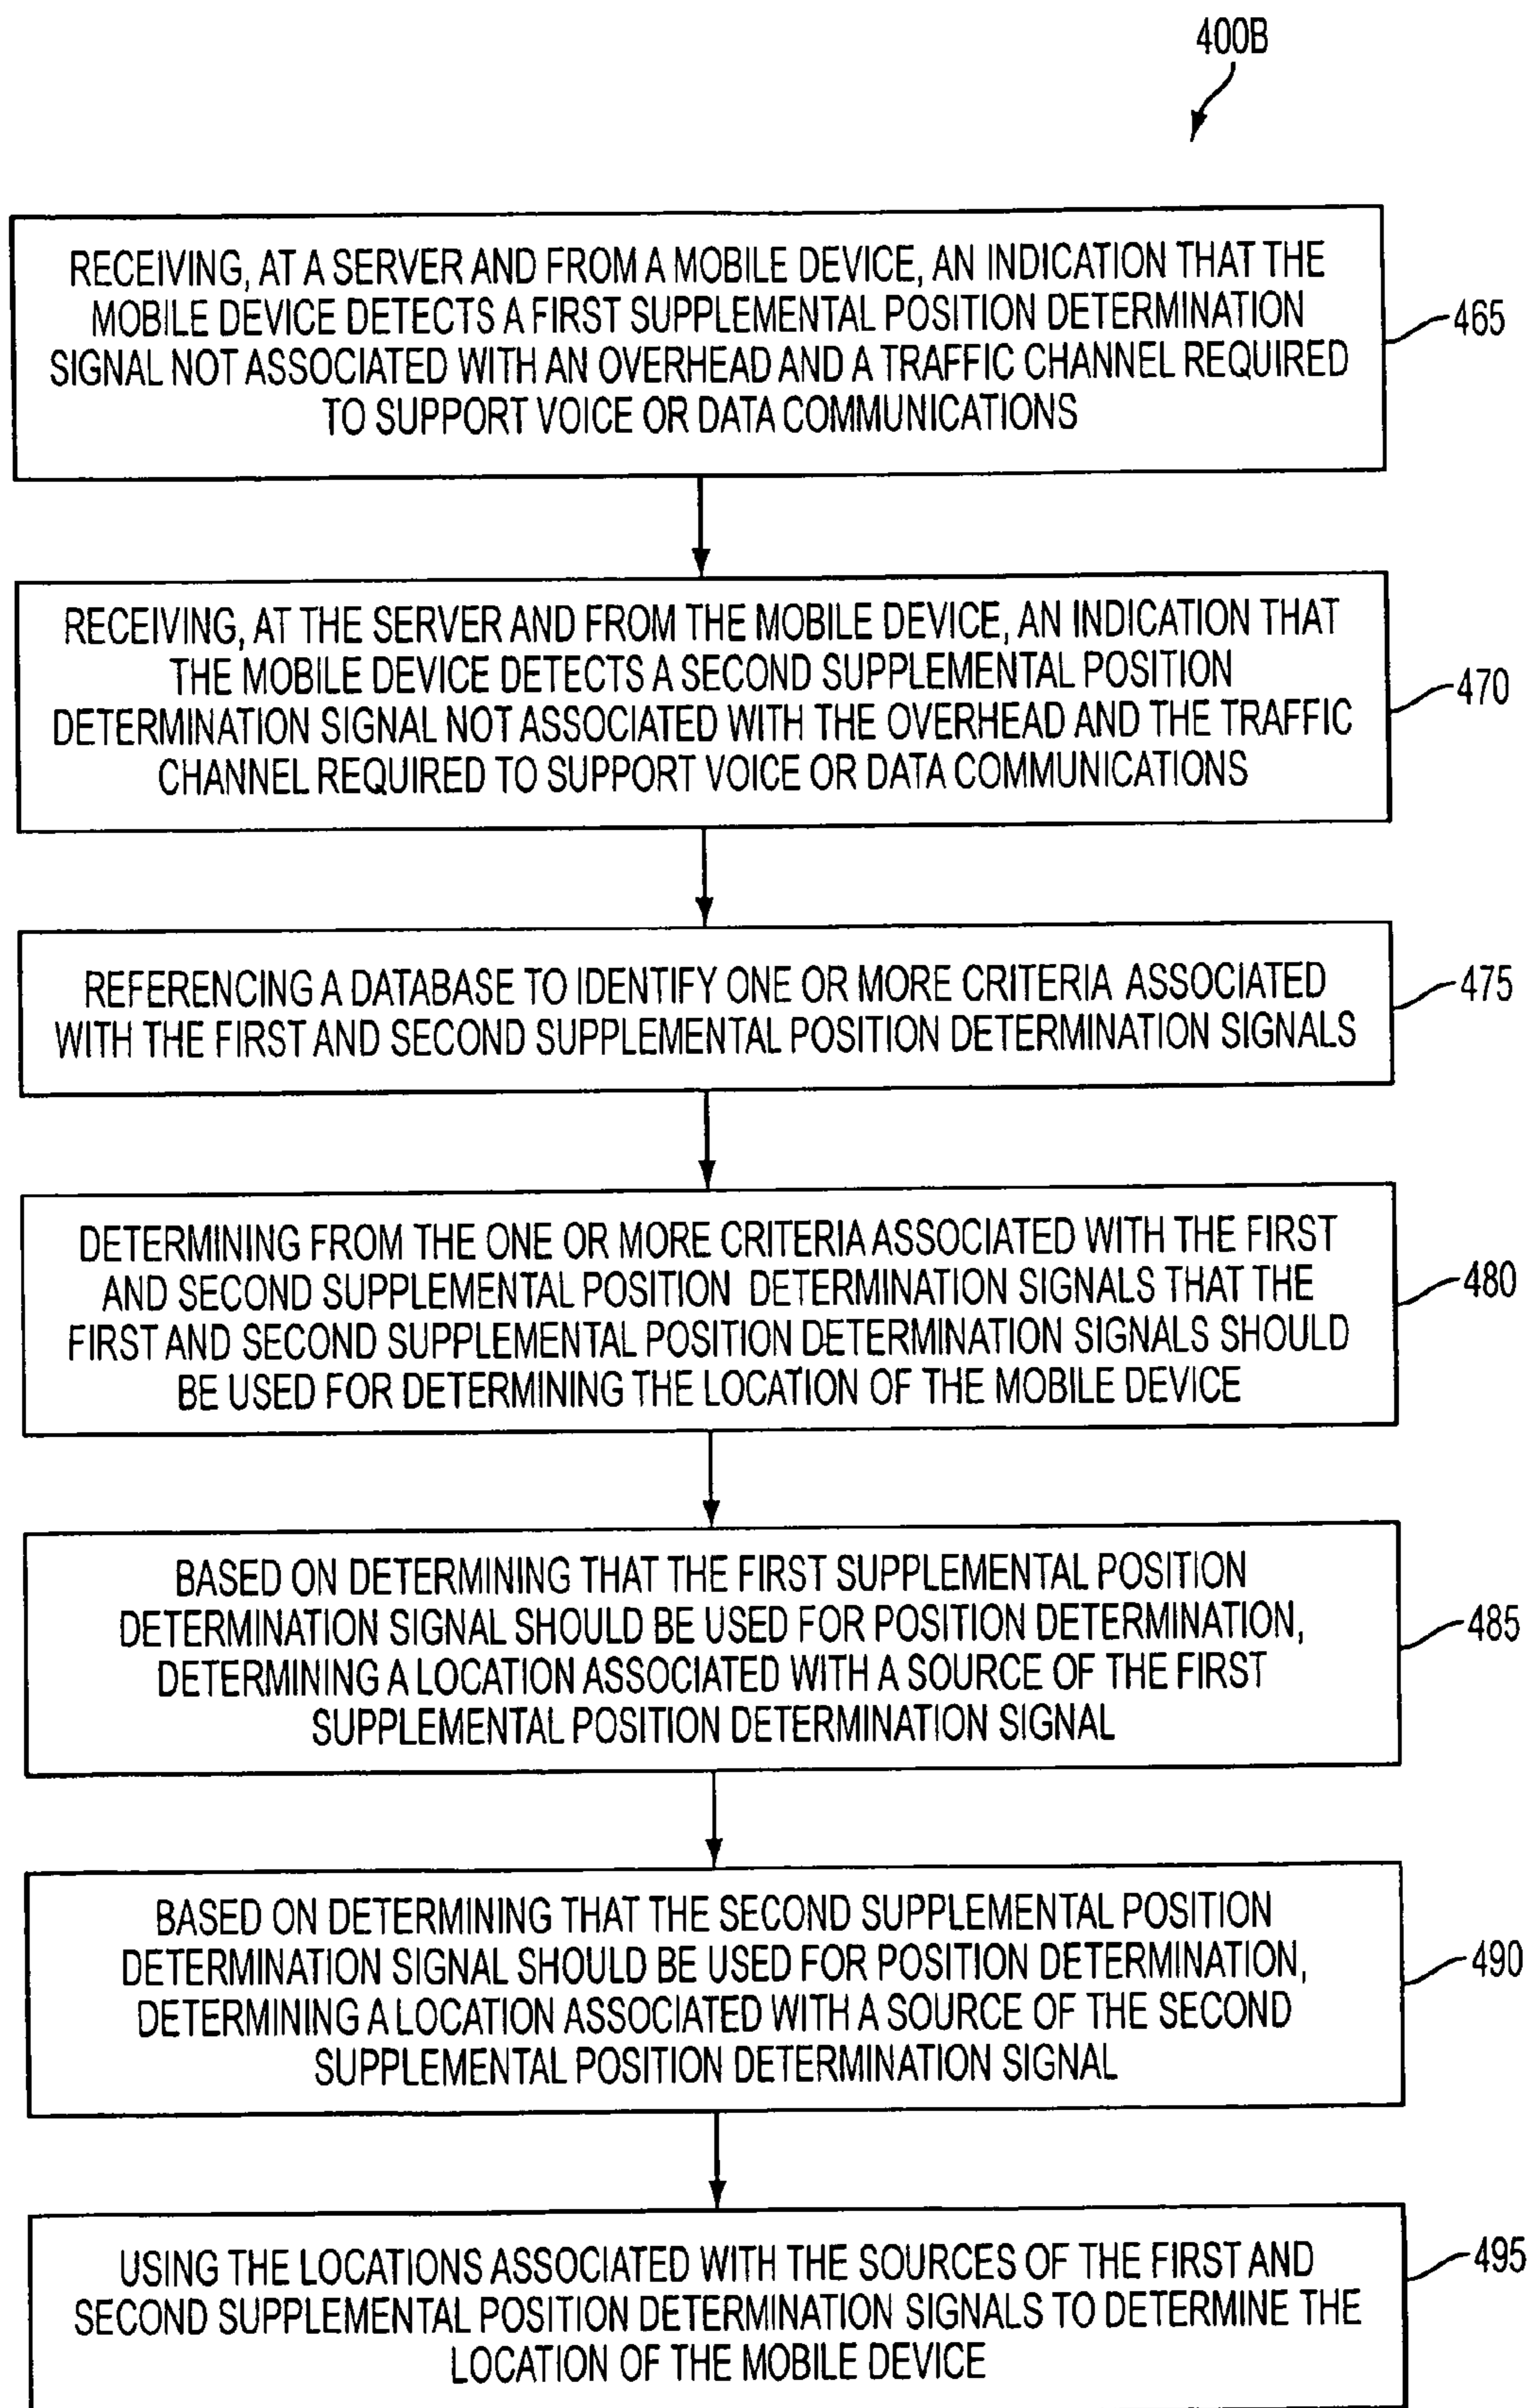 400B
RECEIVING, AT A SERVER AND FROM A MOBILE DEVICE, AN INDICATION THAT THE
MOBILE DEVICE DETECTS A FIRST SUPPLEMENTAL POSITION DETERMINATION
SIGNAL NOT ASSOCIATED WITH AN OVERHEAD AND A TRAFFIC CHANNEL REQUIRED
TO SUPPORT VOICE OR DATA COMMUNICATIONS
465
RECEIVING, AT THE SERVER AND FROM THE MOBILE DEVICE, AN INDICATION THAT
THE MOBILE DEVICE DETECTS A SECOND SUPPLEMENTAL POSITION
DETERMINATION SIGNAL NOT ASSOCIATED WITH THE OVERHEAD AND THE TRAFFIC
CHANNEL REQUIRED TO SUPPORT VOICE OR DATA COMMUNICATIONS
470
REFERENCING A DATABASE TO IDENTIFY ONE OR MORE CRITERIA ASSOCIATED
WITH THE FIRST AND SECOND SUPPLEMENTAL POSITION DETERMINATION SIGNALS
475
DETERMINING FROM THE ONE OR MORE CRITERIA ASSOCIATED WITH THE FIRST
AND SECOND SUPPLEMENTAL POSITION DETERMINATION SIGNALS THAT THE
FIRST AND SECOND SUPPLEMENTAL POSITION DETERMINATION SIGNALS SHOULD
BE USED FOR DETERMINING THE LOCATION OF THE MOBILE DEVICE
480
BASED ON DETERMINING THAT THE FIRST SUPPLEMENTAL POSITION
DETERMINATION SIGNAL SHOULD BE USED FOR POSITION DETERMINATION,
DETERMINING A LOCATION ASSOCIATED WITH A SOURCE OF THE FIRST
SUPPLEMENTAL POSITION DETERMINATION SIGNAL
485
BASED ON DETERMINING THAT THE SECOND SUPPLEMENTAL POSITION
DETERMINATION SIGNAL SHOULD BE USED FOR POSITION DETERMINATION,
DETERMINING A LOCATION ASSOCIATED WITH A SOURCE OF THE SECOND
SUPPLEMENTAL POSITION DETERMINATION SIGNAL
490
USING THE LOCATIONS ASSOCIATED WITH THE SOURCES OF THE FIRST AND
SECOND SUPPLEMENTAL POSITION DETERMINATION SIGNALS TO DETERMINE THE
LOCATION OF THE MOBILE DEVICE
495